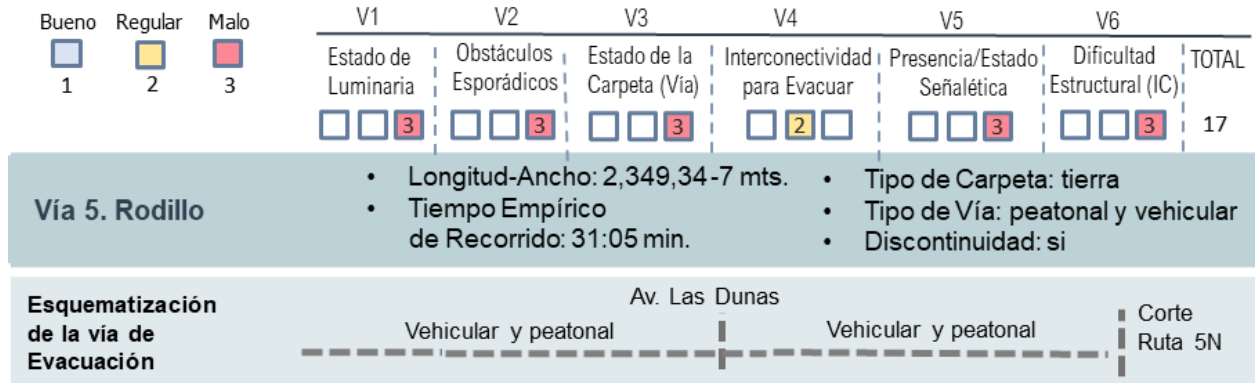 Bueno Regular Malo
1 2 3
V1 V2 V3 V4 V5 V6
Estado de Luminaria
Obstáculos Esporádicos
Estado de la Carpeta (Vía)
Interconectividad para Evacuar
Presencia/Estado Señalética
Dificultad Estructural (IC)
TOTAL
3 3 3 2 3 3 17
Vía 5. Rodillo
• Longitud-Ancho: 2,349,34-7 mts.
• Tiempo Empírico
de Recorrido: 31:05 min.
• Tipo de Carpeta: tierra
• Tipo de Vía: peatonal y vehicular
• Discontinuidad: si
Esquematización
de la vía de
Evacuación
Av. Las Dunas
Vehicular y peatonal
Vehicular y peatonal
Corte
Ruta 5N